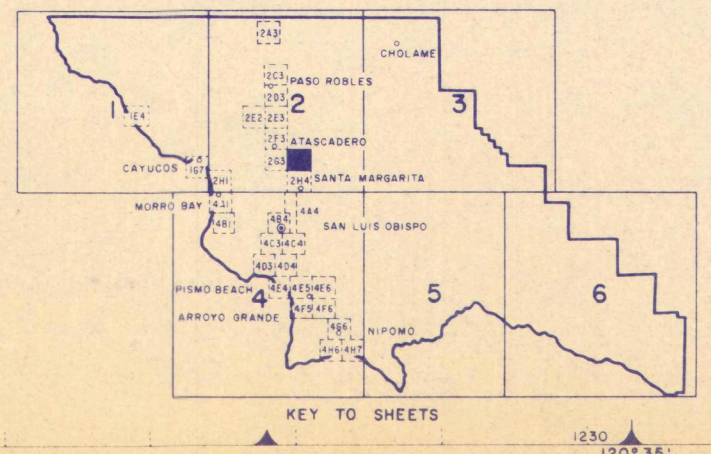 2A3
CHOLAME
2C3
PASO ROBLES
2D3
2
3
1
1E4
2E2
2E3
2F3
ATASCADERO
2G3
CAYUCOS
1G7
2H1
2H4
SANTA MARGARITA
MORRO BAY
4A1
4A4
4B1
4B4
SAN LUIS OBISPO
4C3
4C4
4D3
4D4
PISMO BEACH
4E4
4E5
4E6
4
5
6
ARROYO GRANDE
4F5
4F6
4G6
NIPOMO
4H6
4H7
KEY TO SHEETS
1230
120° 35'